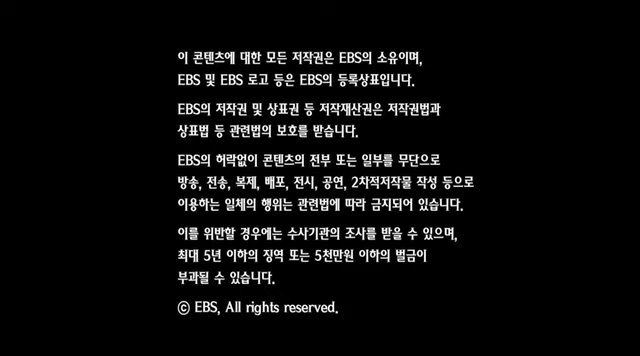 이 콘텐츠에 대한 모든 저작권은 EBS의 소유이며,
EBS 및 EBS 로고 등은 EBS의 등록상표입니다.
EBS의 저작권 및 상표권 등 저작재산권은 저작권법과
상표법 등 관련법의 보호를 받습니다.
EBS의 허락없이 콘텐츠의 전부 또는 일부를 무단으로
방송, 전송, 복제, 배포, 전시, 공연, 2차적저작물 작성 등으로
이용하는 일체의 행위는 관련법에 따라 금지되어 있습니다.
이를 위반할 경우에는 수사기관의 조사를 받을 수 있으며,
최대 5년 이하의 징역 또는 5천만원 이하의 벌금이
부과될 수 있습니다.
© EBS, All rights reserved.